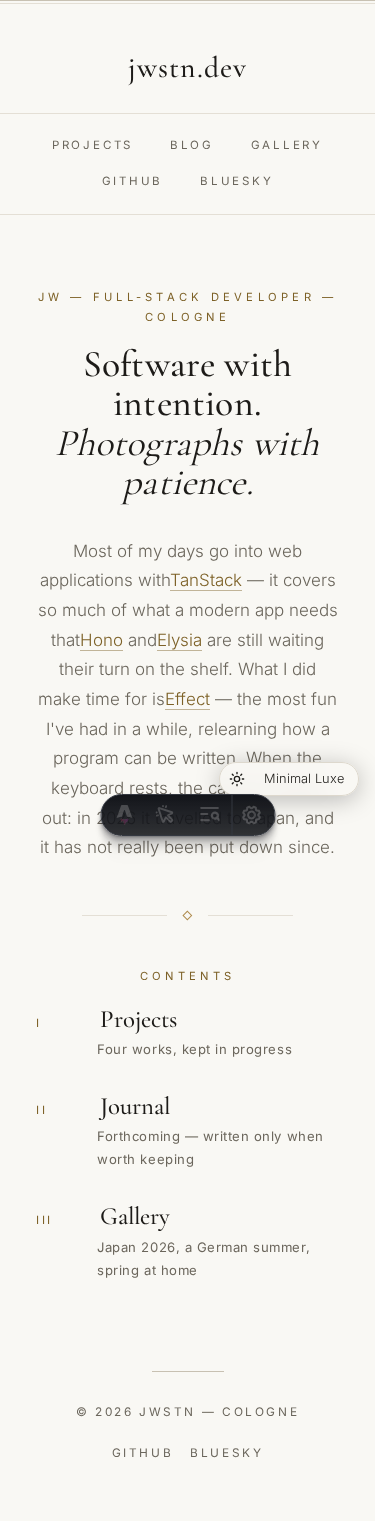 jwstn.dev
PROJECTS BLOG GALLERY
GITHUB BLUESKY
JW — FULL-STACK DEVELOPER —
COLOGNE
Software with
intention.
Photographs with
patience.
Most of my days go into web
applications withTanStack — it covers
so much of what a modern app needs
thatHono andElysia are still waiting
their turn on the shelf. What I did
make time for isEffect — the most fun
I've had in a while, relearning how a
program can be written. When the
Minimal Luxe
keyboard rests, the
out: in 2026 it to Japan, and
it has not really been put down since.
CONTENTS
I Projects
Four works, kept in progress
II Journal
Forthcoming — written only when
worth keeping
III Gallery
Japan 2026, a German summer,
spring at home
© 2026 JWSTN — COLOGNE
GITHUB BLUESKY